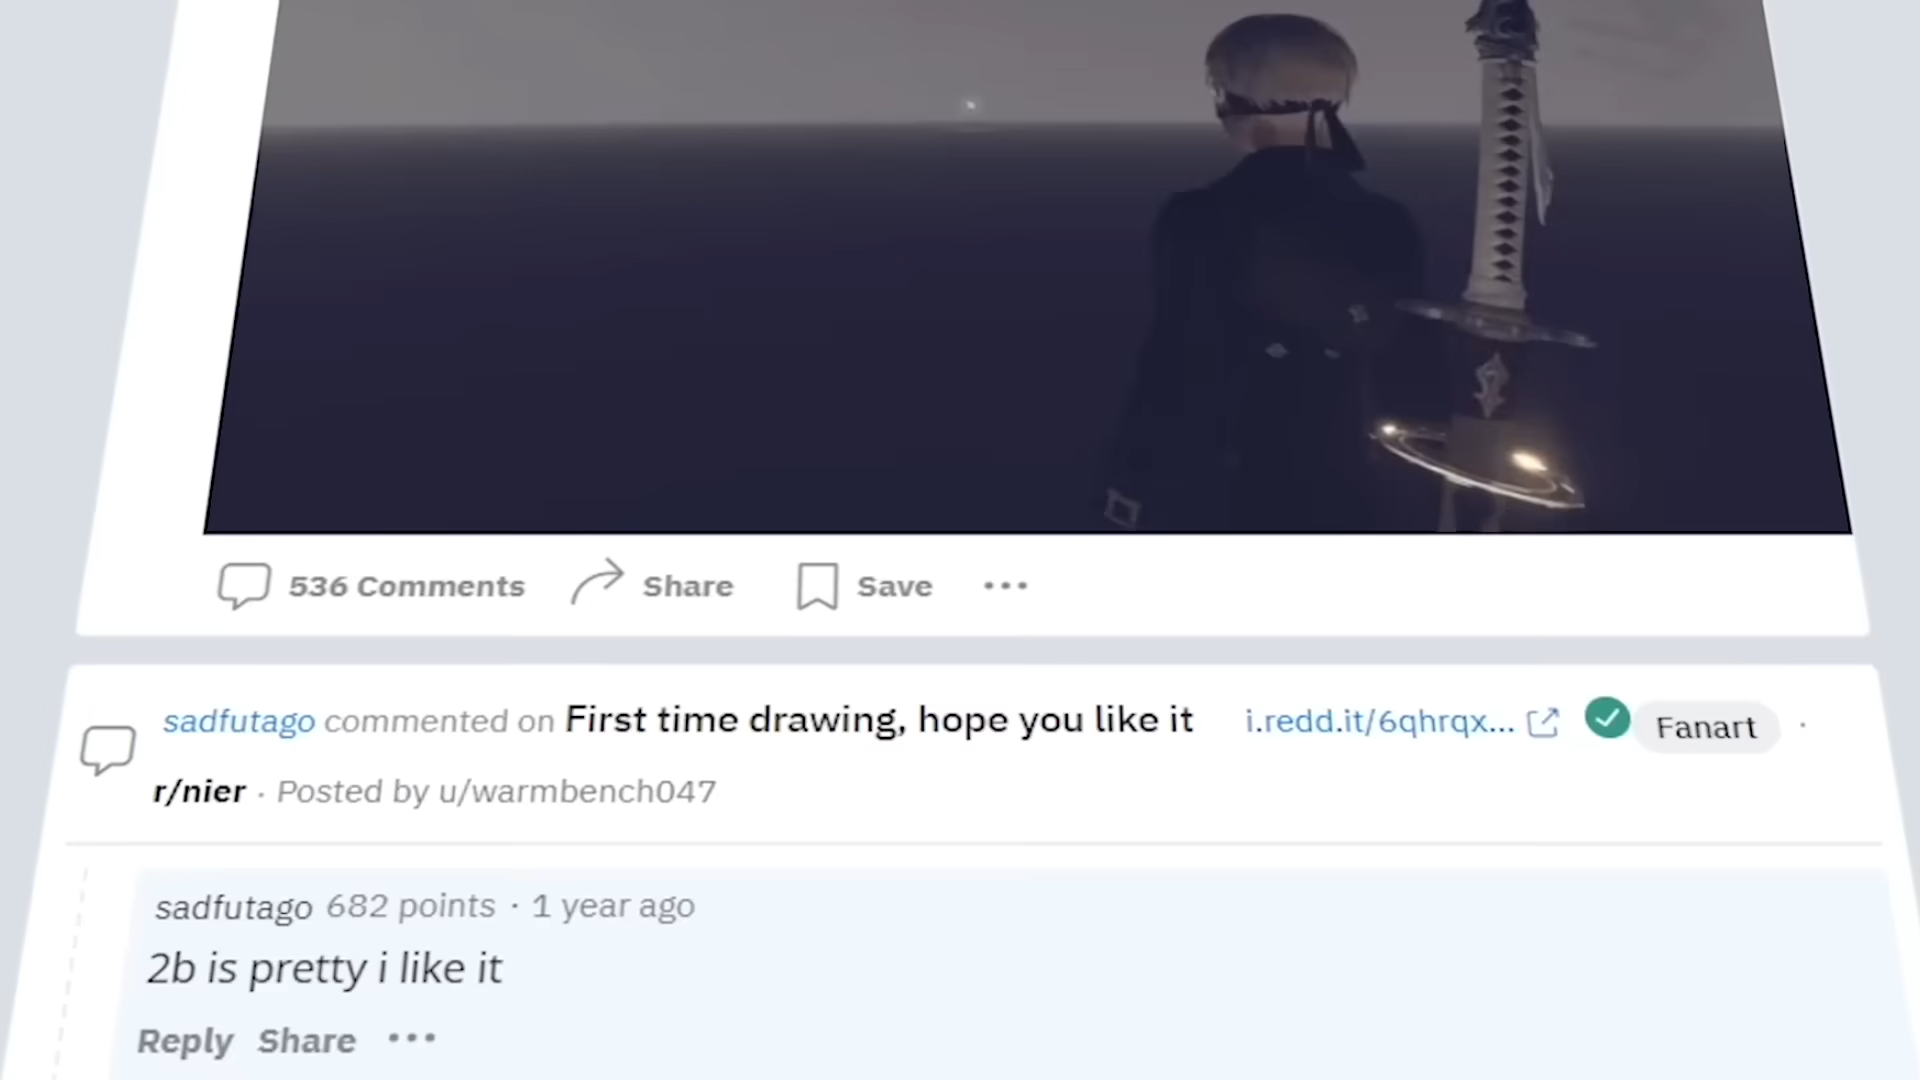 536 Comments Share Save
sadfutago commented on First time drawing, hope you like it i.redd.it/6qhrqx... Fanart ·
r/nier · Posted by u/warmbench047
sadfutago 682 points · 1 year ago
2b is pretty i like it
Reply Share